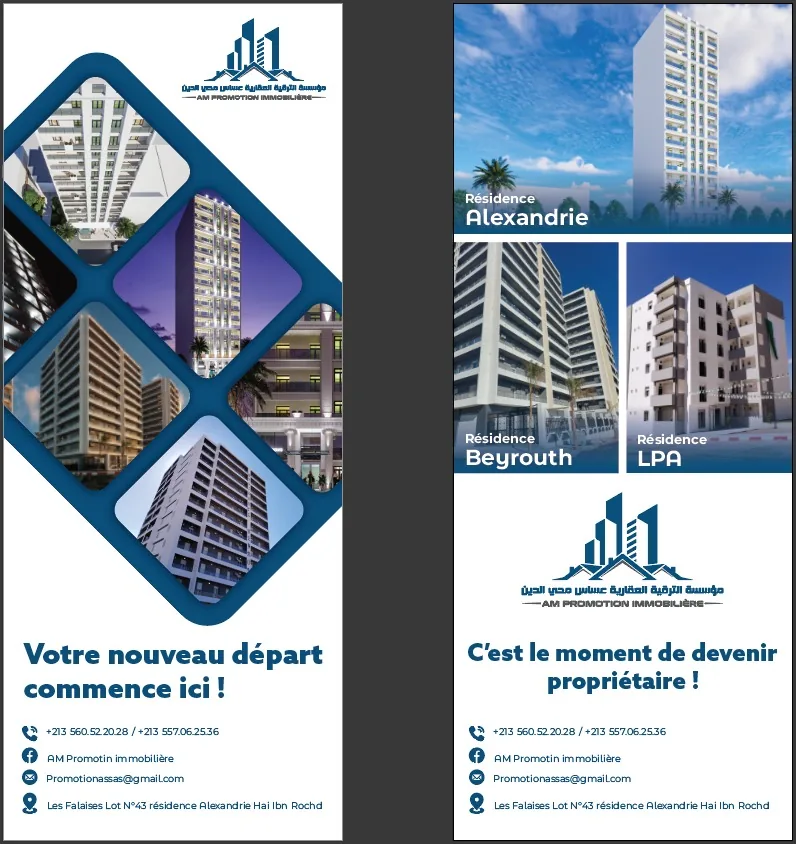 مؤسسة الترقية العقارية عساس محي الدين
AM PROMOTION IMMOBILIÈRE
Votre nouveau départ
commence ici !
+213 560.52.20.28 / +213 557.06.25.36
AM Promotin immobilière
Promotionassas@gmail.com
Les Falaises Lot N°43 résidence Alexandrie Hai Ibn Rochd
Résidence
Alexandrie
Résidence
Beyrouth
Résidence
LPA
مؤسسة الترقية العقارية عساس محي الدين
AM PROMOTION IMMOBILIÈRE
C'est le moment de devenir
propriétaire !
+213 560.52.20.28 / +213 557.06.25.36
AM Promotin immobilière
Promotionassas@gmail.com
Les Falaises Lot N°43 résidence Alexandrie Hai Ibn Rochd